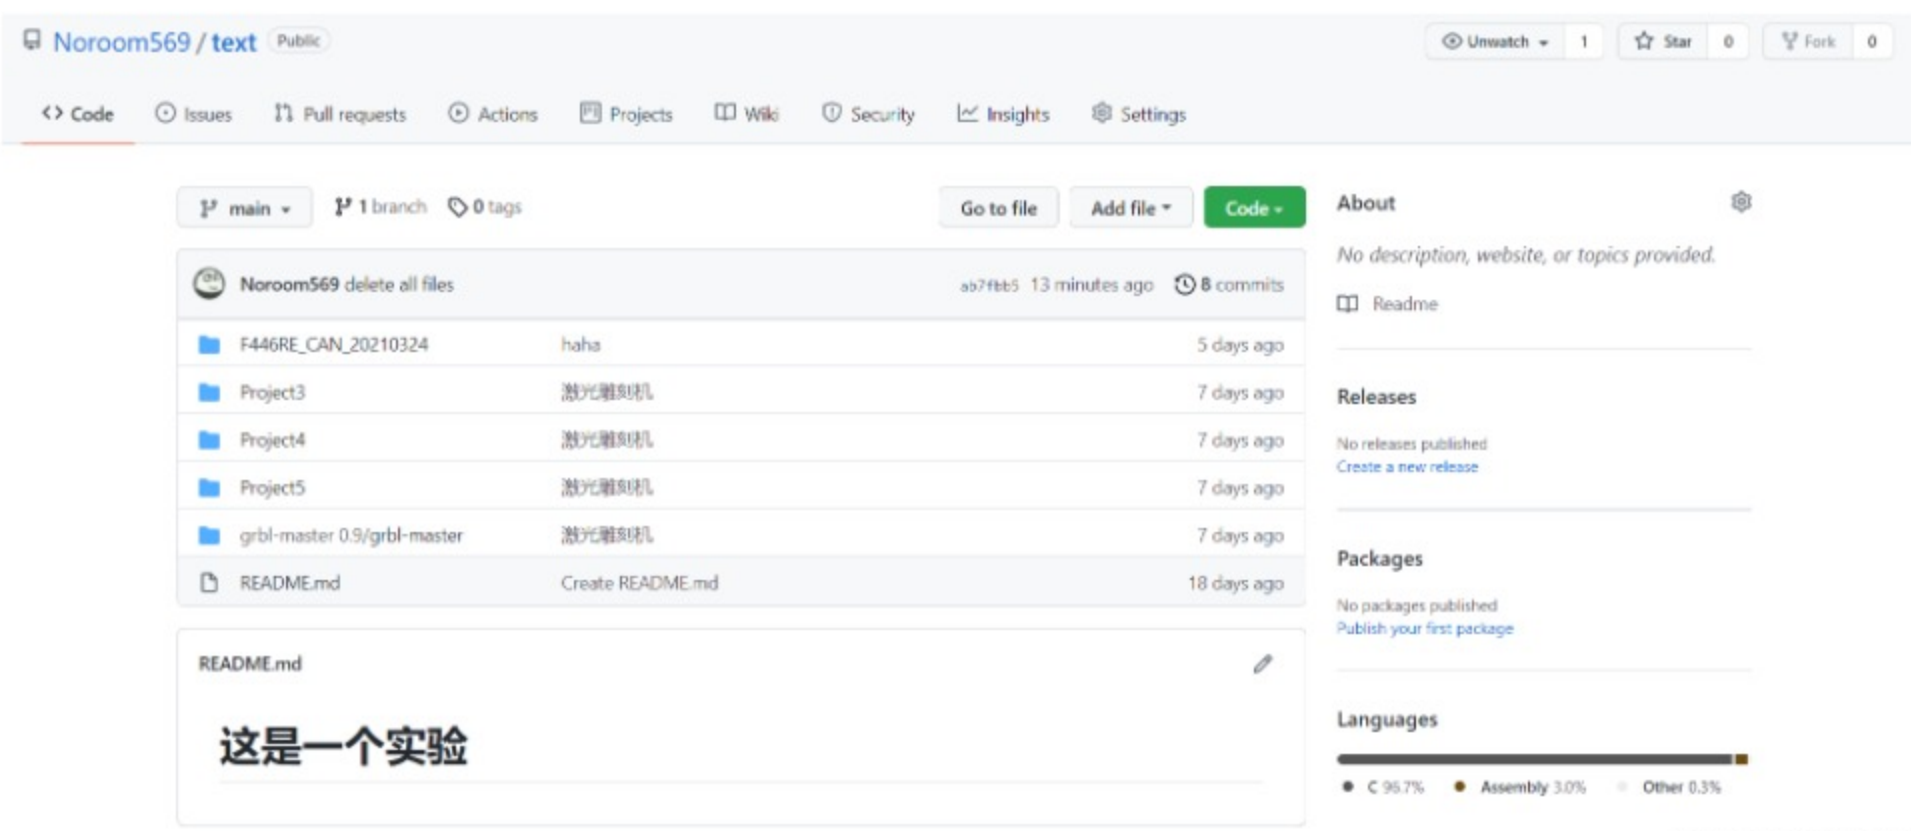 Noroom569 / text Public Unwatch 1 Star 0 Fork 0
Code Issues Pull requests Actions Projects Wiki Security Insights Settings
main 1 branch 0 tags Go to file Add file Code
Noroom569 delete all files ab7fbb5 13 minutes ago 8 commits
F446RE_CAN_20210324 haha 5 days ago
Project3 激光雕刻机 7 days ago
Project4 激光雕刻机 7 days ago
Project5 激光雕刻机 7 days ago
grbl-master 0.9/grbl-master 激光雕刻机 7 days ago
README.md Create README.md 18 days ago
README.md
这是一个实验
About
No description, website, or topics provided.
Readme
Releases
No releases published
Create a new release
Packages
No packages published
Publish your first package
Languages
C 96.7% Assembly 3.0% Other 0.3%